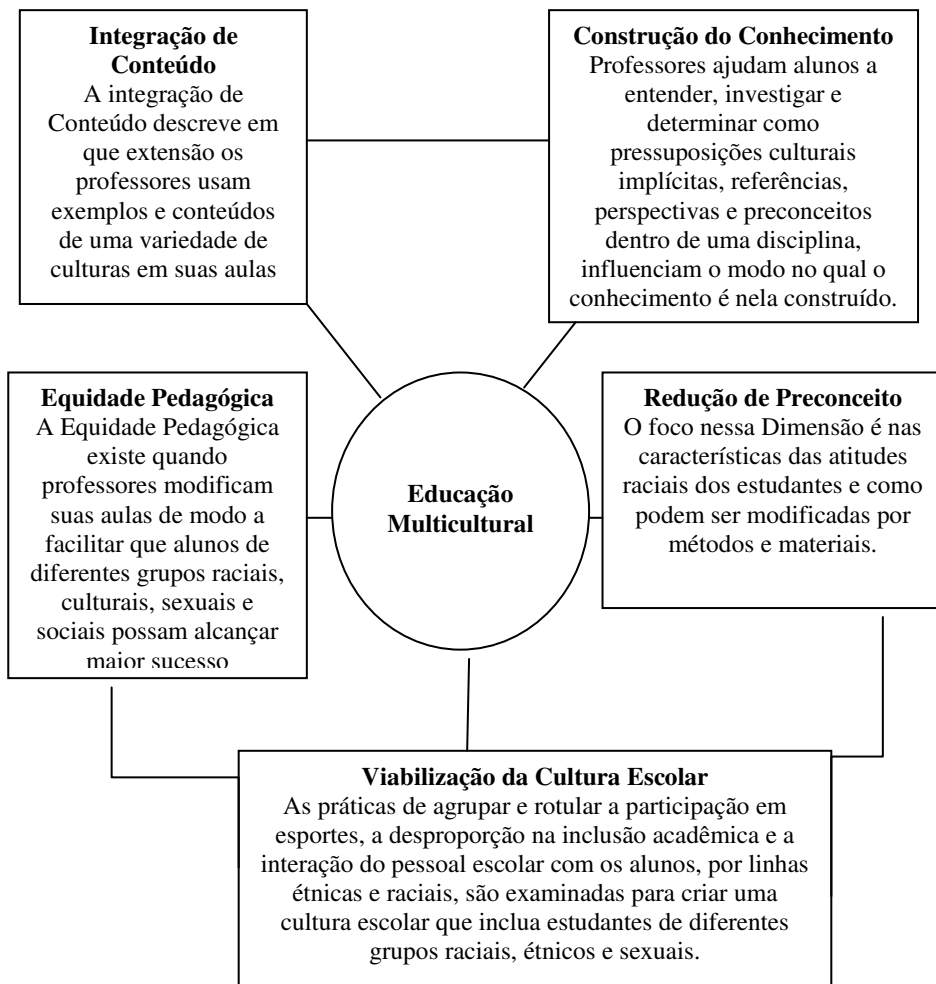 Integração de
Conteúdo
A integração de
Conteúdo descreve em
que extensão os
professores usam
exemplos e conteúdos
de uma variedade de
culturas em suas aulas
Construção do Conhecimento
Professores ajudam alunos a
entender, investigar e
determinar como
pressuposições culturais
implícitas, referências,
perspectivas e preconceitos
dentro de uma disciplina,
influenciam o modo no qual o
conhecimento é nela construído.
Equidade Pedagógica
A Equidade Pedagógica
existe quando
professores modificam
suas aulas de modo a
facilitar que alunos de
diferentes grupos raciais,
culturais, sexuais e
sociais possam alcançar
maior sucesso
Educação
Multicultural
Redução de Preconceito
O foco nessa Dimensão é nas
características das atitudes
raciais dos estudantes e como
podem ser modificadas por
métodos e materiais.
Viabilização da Cultura Escolar
As práticas de agrupar e rotular a participação em
esportes, a desproporção na inclusão acadêmica e a
interação do pessoal escolar com os alunos, por linhas
étnicas e raciais, são examinadas para criar uma
cultura escolar que inclua estudantes de diferentes
grupos raciais, étnicos e sexuais.